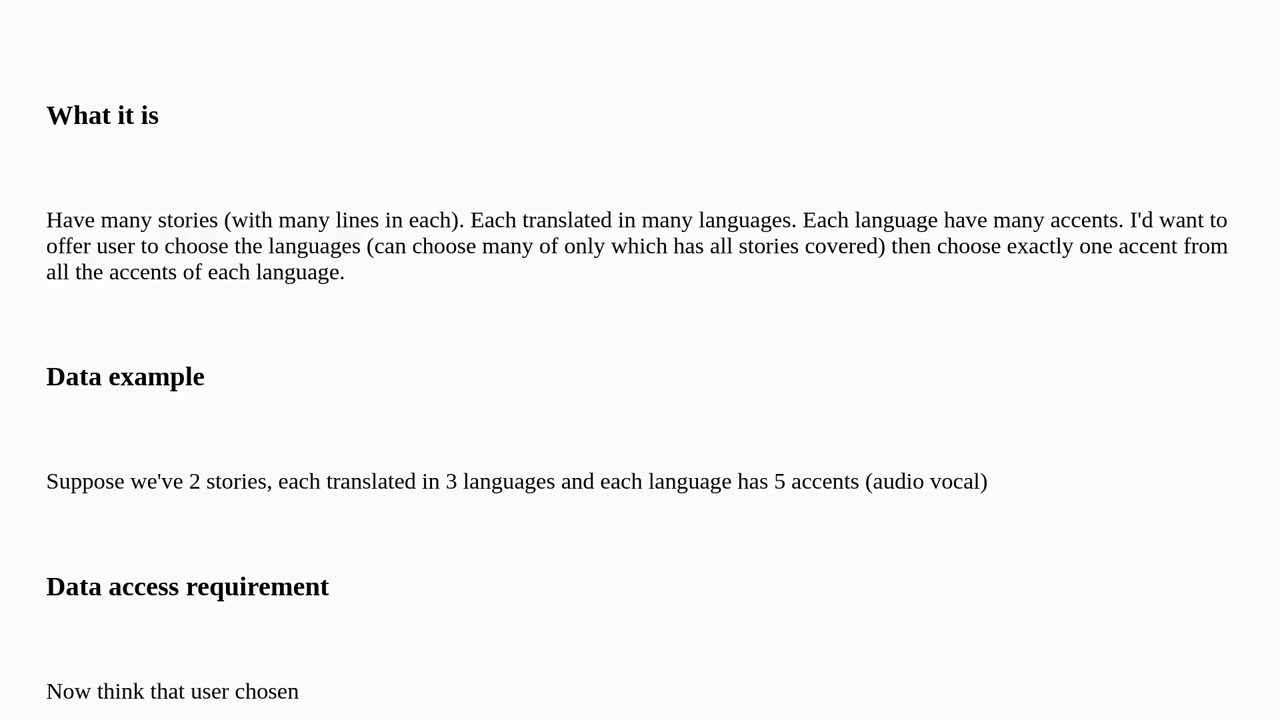 What it is
Have many stories (with many lines in each). Each translated in many languages. Each language have many accents. I'd want to
offer user to choose the languages (can choose many of only which has all stories covered) then choose exactly one accent from
all the accents of each language.
Data example
Suppose we've 2 stories, each translated in 3 languages and each language has 5 accents (audio vocal)
Data access requirement
Now think that user chosen